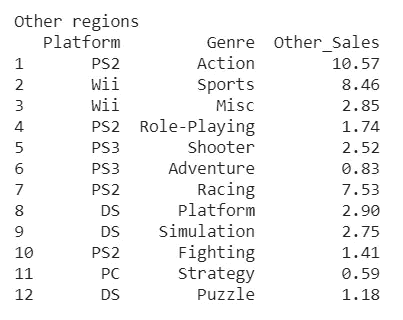 Other regions
Platform Genre Other_Sales
1 PS2 Action 10.57
2 Wii Sports 8.46
3 Wii Misc 2.85
4 PS2 Role-Playing 1.74
5 PS3 Shooter 2.52
6 PS3 Adventure 0.83
7 PS2 Racing 7.53
8 DS Platform 2.90
9 DS Simulation 2.75
10 PS2 Fighting 1.41
11 PC Strategy 0.59
12 DS Puzzle 1.18